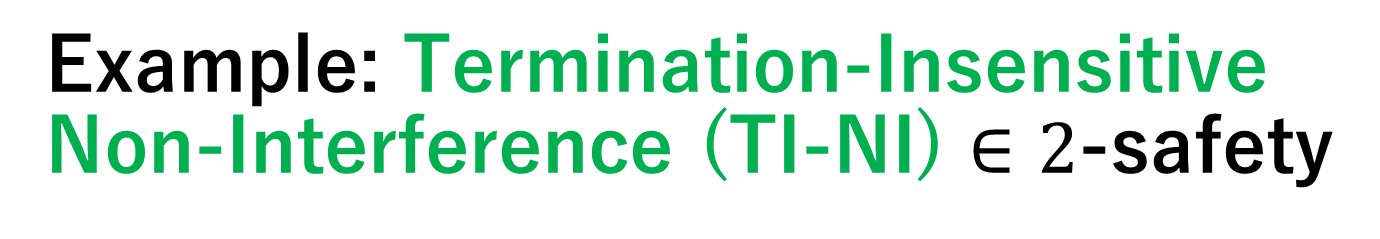 Example: Termination-Insensitive
Non-Interference (TI-NI) ∈ 2-safety